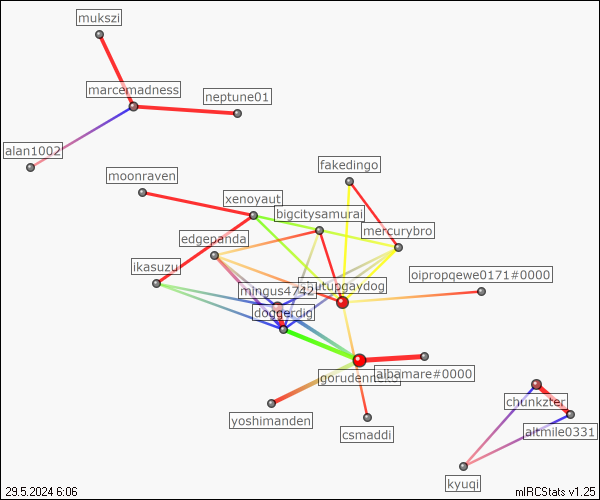 mukszi
marcemadness
neptune01
alan1002
fakedingo
moonraven
xenoyaut
bigcitysamurai
mercurybro
edgepanda
ikasuzu
oipropqewe0171#0000
mingus4742
utupgaydog
doggerdig
gorudenneko
albamare#0000
chunkzter
yoshimanden
csmaddi
altmile0331
kyuqi
29.5.2024 6:06
mIRCStats v1.25